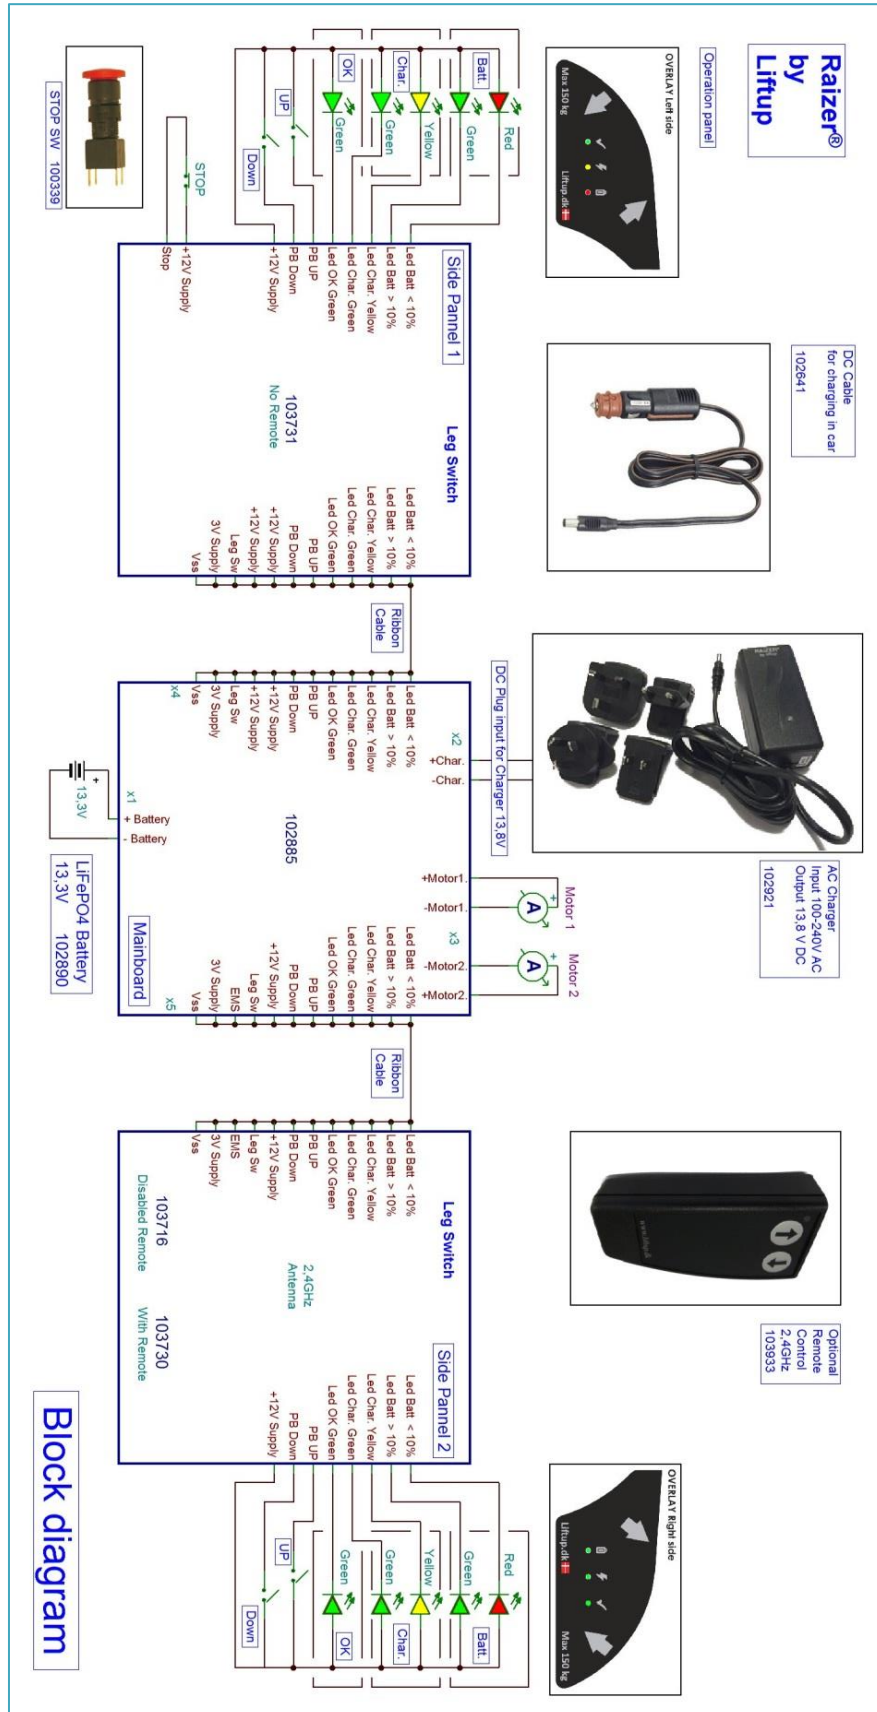 Raizer®
by
Liftup
Operation panel
OVERLAY Left side
Max 150 kg
Liftup.dk
DC Cable
for charging in car
102641
AC Charger
Input 100-240V AC
Output 13,8 V DC
102921
Optional
Remote
Control
2,4GHz
103933
OVERLAY Right side
Liftup.dk
Max 150 kg
STOP SW 100339
STOP
Batt.
Char.
OK
UP
Down
Red
Green
Yellow
Green
Green
Side Pannel 1
Leg Switch
103731
No Remote
Led Batt < 10%
Led Batt > 10%
Led Char. Yellow
Led Char. Green
Led OK Green
PB UP
PB Down
+12V Supply
+12V Supply
Stop
Led Batt < 10%
Led Batt > 10%
Led Char. Yellow
Led Char. Green
Led OK Green
PB UP
PB Down
+12V Supply
+12V Supply
Leg Sw
3V Supply
Vss
Ribbon
Cable
DC Plug input for Charger 13,8V
x2
+Char.
-Char.
x4
Led Batt < 10%
Led Batt > 10%
Led Char. Yellow
Led Char. Green
Led OK Green
PB UP
PB Down
+12V Supply
+12V Supply
Leg Sw
3V Supply
Vss
102885
Mainboard
x1
+ Battery
- Battery
+
13,3V
LiFePO4 Battery
13,3V 102890
+Motor1.
-Motor1.
x3
-Motor2.
+Motor2.
Motor 1
A
+
Motor 2
A
+
Led Batt < 10%
Led Batt > 10%
Led Char. Yellow
Led Char. Green
Led OK Green
PB UP
PB Down
+12V Supply
Leg Sw
EMS
3V Supply
Vss
x5
Ribbon
Cable
Led Batt < 10%
Led Batt > 10%
Led Char. Yellow
Led Char. Green
Led OK Green
PB UP
PB Down
+12V Supply
Leg Sw
EMS
3V Supply
Vss
Leg Switch
Side Pannel 2
2,4GHz
Antenna
103716
Disabled Remote
103730
With Remote
Led Batt < 10%
Led Batt > 10%
Led Char. Yellow
Led Char. Green
Led OK Green
PB UP
PB Down
+12V Supply
Red
Green
Yellow
Green
Green
Batt.
Char.
OK
UP
Down
Block diagram